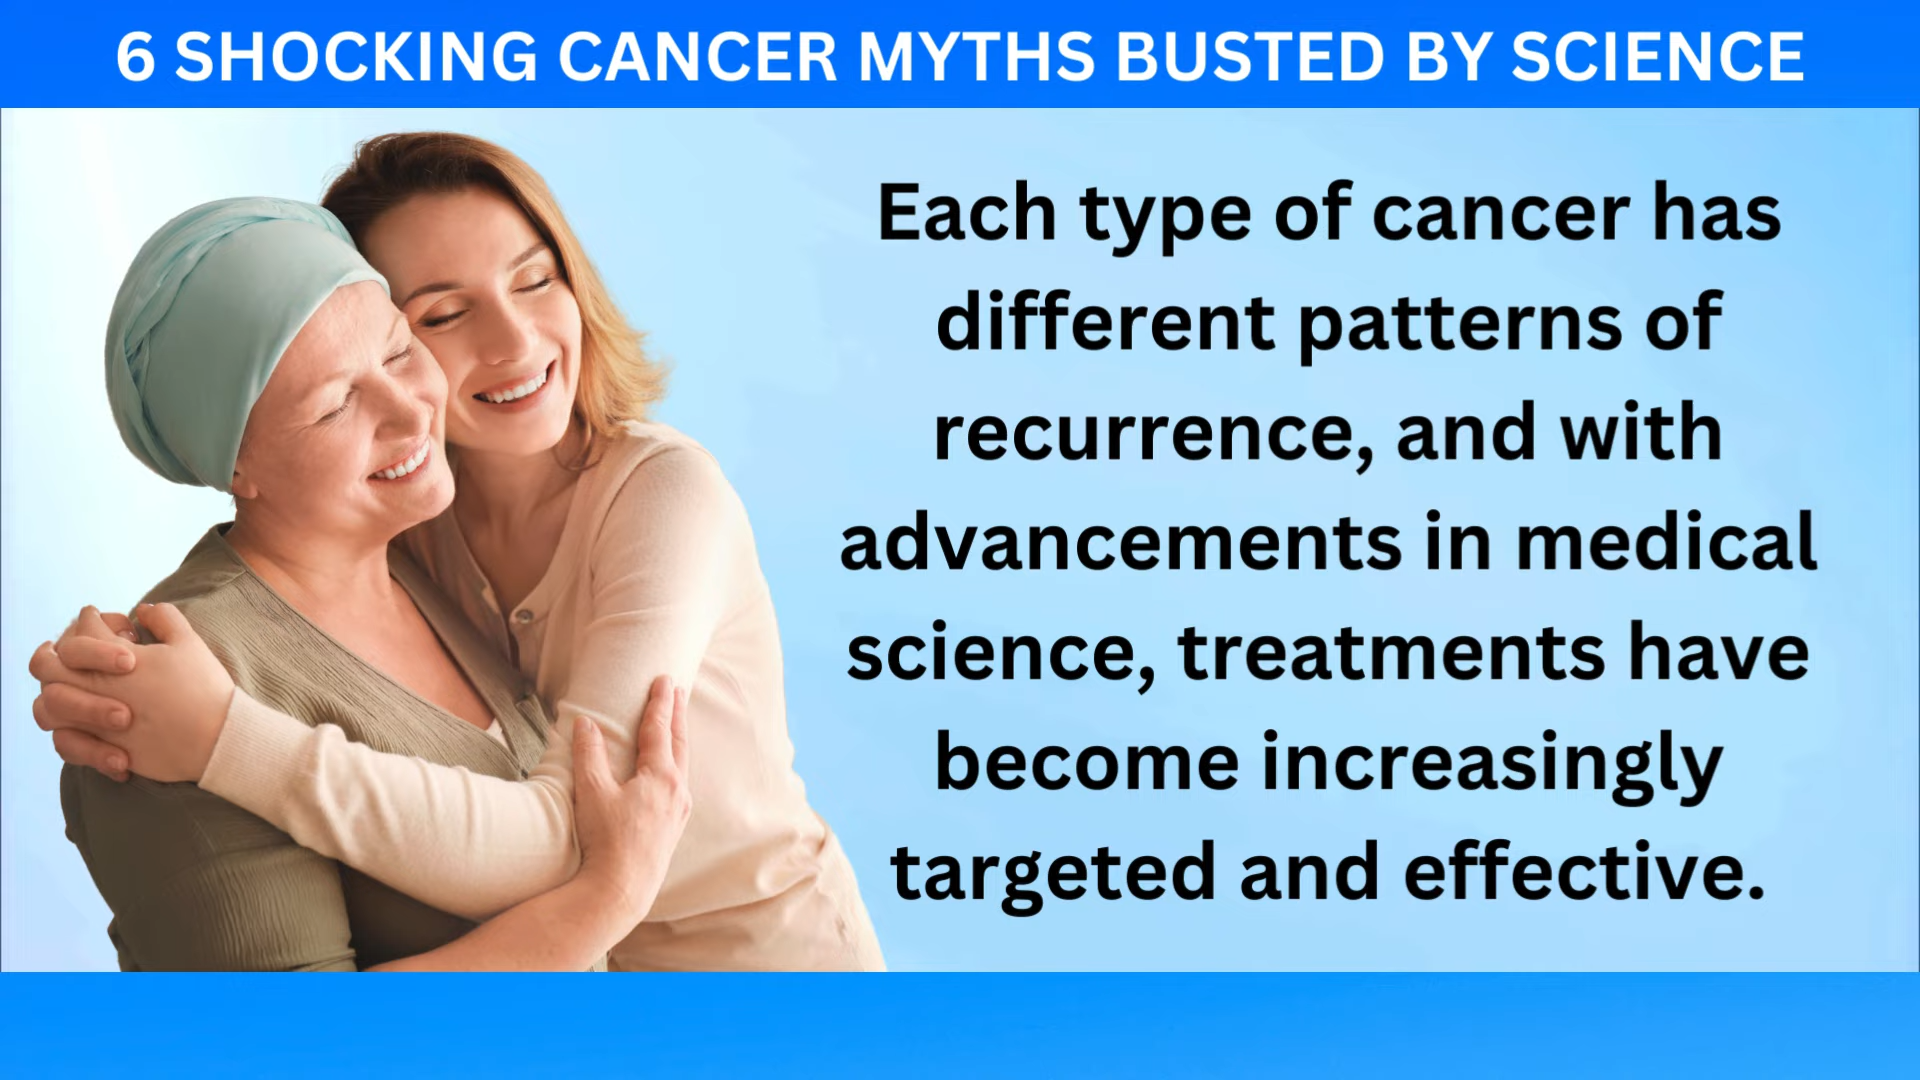 6 SHOCKING CANCER MYTHS BUSTED BY SCIENCE
Each type of cancer has
different patterns of
recurrence, and with
advancements in medical
science, treatments have
become increasingly
targeted and effective.